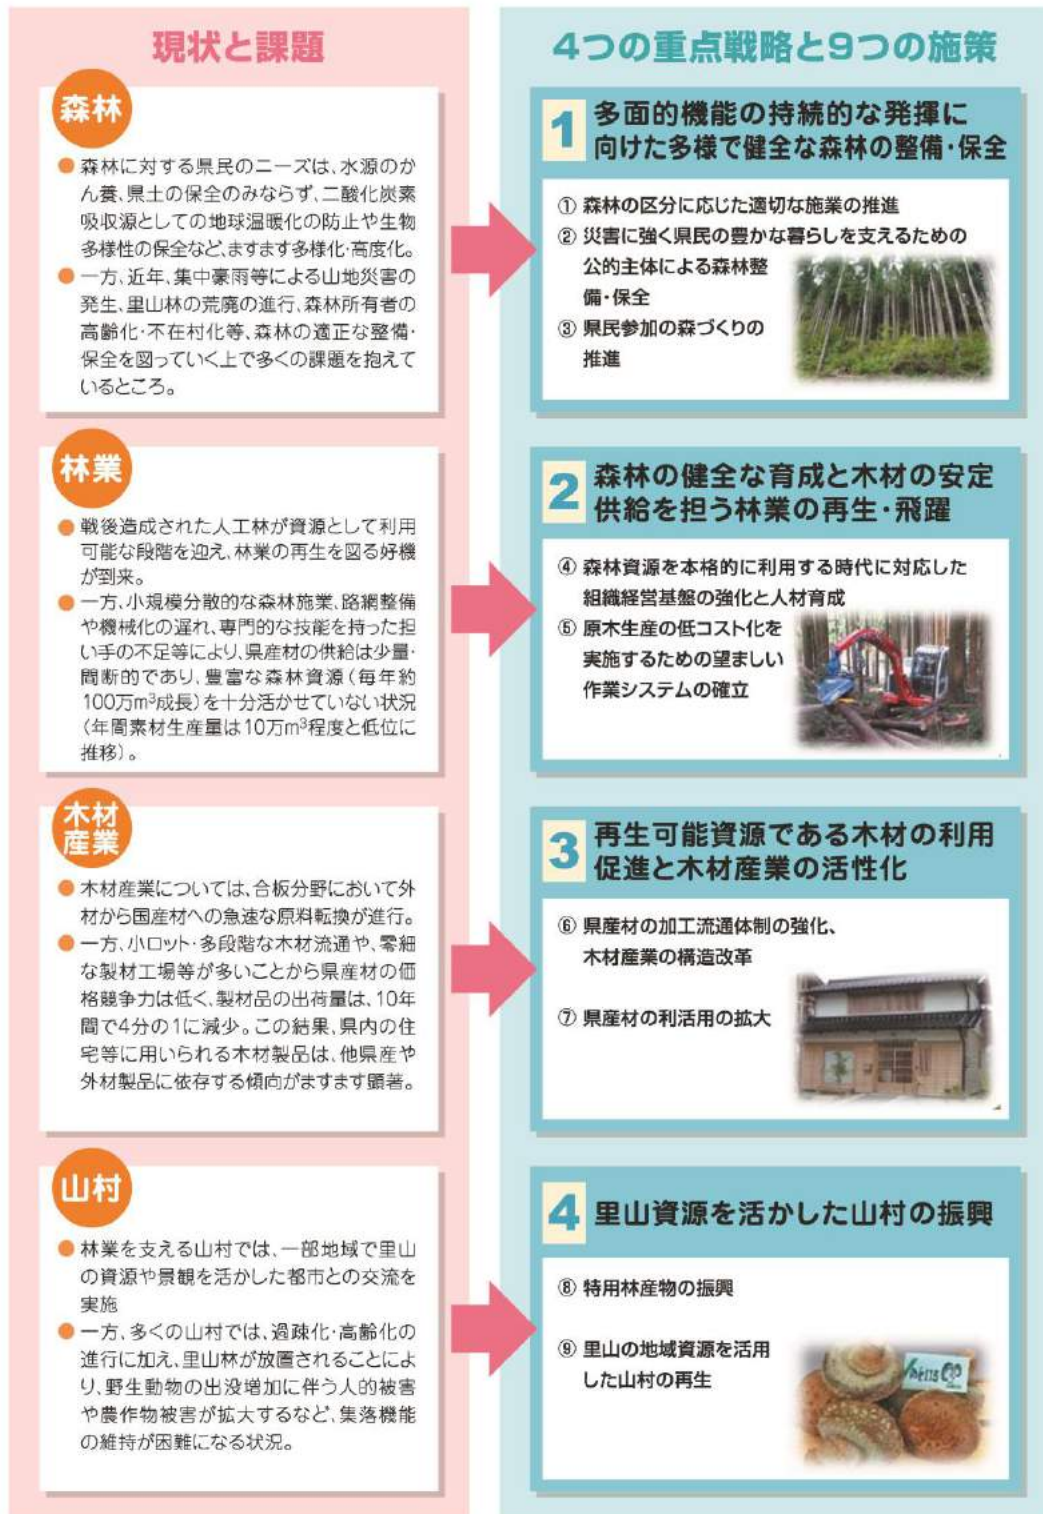 現状と課題
森林
● 森林に対する県民のニーズは、水源のか
ん養、県土の保全のみならず、二酸化炭素
吸収源としての地球温暖化の防止や生物
多様性の保全など、ますます多様化・高度化。
● 一方、近年、集中豪雨等による山地災害の
発生、里山林の荒廃の進行、森林所有者の
高齢化・不在村化等、森林の適正な整備・
保全を図っていく上で多くの課題を抱えて
いるところ。
林業
● 戦後造成された人工林が資源として利用
可能な段階を迎え、林業の再生を図る好機
が到来。
● 一方、小規模分散的な森林施業、路網整備
や機械化の遅れ、専門的な技能を持った担
い手の不足等により、県産材の供給は少量・
間断的であり、豊富な森林資源(毎年約
100万m³成長)を十分活かせていない状況
(年間素材生産量は10万m³程度と低位に
推移)。
木材
産業
● 木材産業については、合板分野において外
材から国産材への急速な原料転換が進行。
● 一方、小ロット・多段階な木材流通や、零細
な製材工場等が多いことから県産材の価
格競争力は低く、製材品の出荷量は、10年
間で4分の1に減少。この結果、県内の住
宅等に用いられる木材製品は、他県産や
外材製品に依存する傾向がますます顕著。
山村
● 林業を支える山村では、一部地域で里山
の資源や景観を活かした都市との交流を
実施
● 一方、多くの山村では、過疎化・高齢化の
進行に加え、里山林が放置されることによ
り、野生動物の出没増加に伴う人的被害
や農作物被害が拡大するなど、集落機能
の維持が困難になる状況。
4つの重点戦略と9つの施策
1 多面的機能の持続的な発揮に
向けた多様で健全な森林の整備・保全
① 森林の区分に応じた適切な施業の推進
② 災害に強く県民の豊かな暮らしを支えるための
公的主体による森林整
備・保全
③ 県民参加の森づくりの
推進
2 森林の健全な育成と木材の安定
供給を担う林業の再生・飛躍
④ 森林資源を本格的に利用する時代に対応した
組織経営基盤の強化と人材育成
⑤ 原木生産の低コスト化を
実施するための望ましい
作業システムの確立
3 再生可能資源である木材の利用
促進と木材産業の活性化
⑥ 県産材の加工流通体制の強化、
木材産業の構造改革
⑦ 県産材の利活用の拡大
4 里山資源を活かした山村の振興
⑧ 特用林産物の振興
⑨ 里山の地域資源を活用
した山村の再生